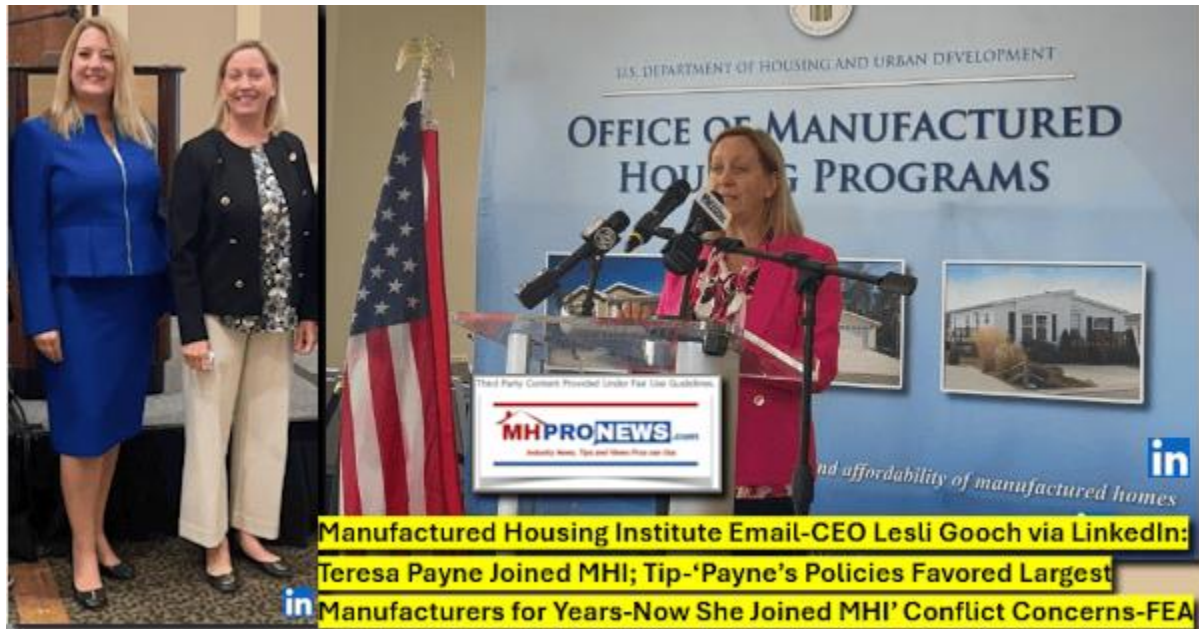 U.S. DEPARTMENT OF HOUSING AND URBAN DEVELOPMENT
OFFICE OF MANUFACTURED
HOUSING PROGRAMS
Third Party Content Provided Under Fair Use Guidelines.
MHPRONEWS.com
Industry News, Tips and Views Pros can Use
in
and affordability of manufactured homes
in
Manufactured Housing Institute Email-CEO Lesli Gooch via LinkedIn:
Teresa Payne Joined MHI; Tip-‘Payne’s Policies Favored Largest
Manufacturers for Years-Now She Joined MHI’ Conflict Concerns-FEA